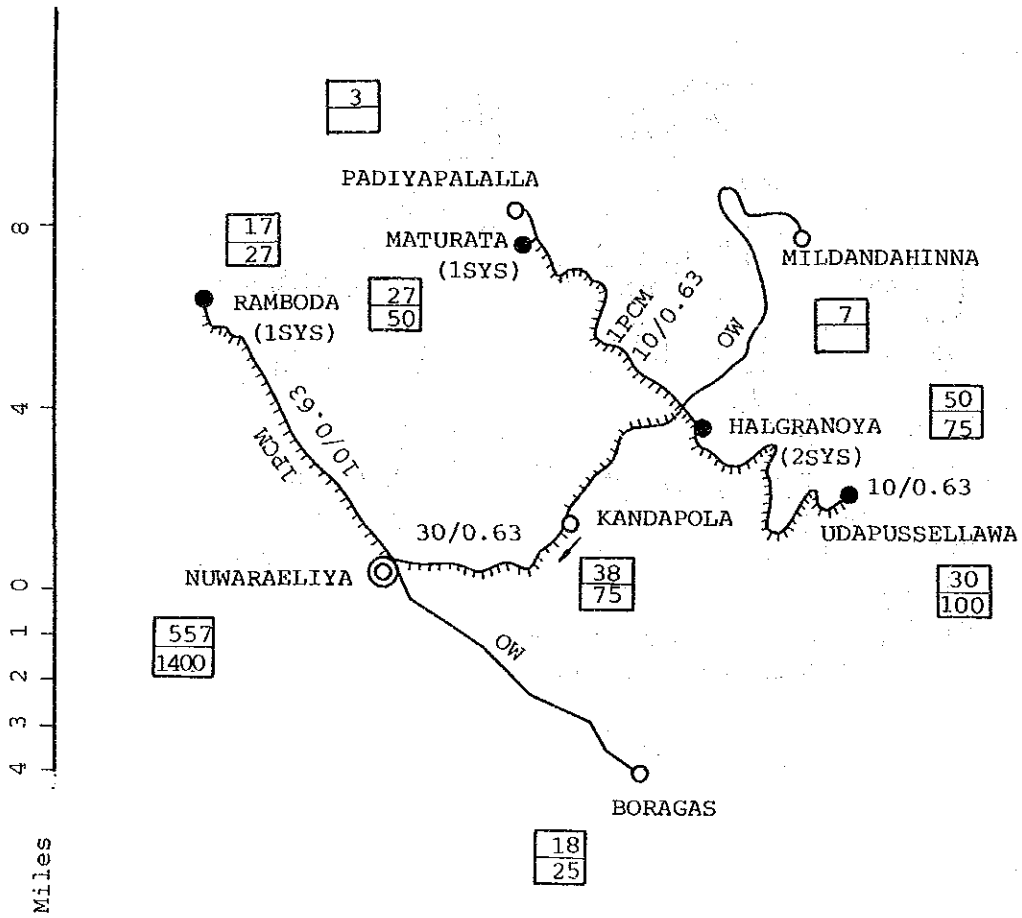 3
PADIYAPALALLA
8
17
27
MATURATA
(1SYS)
MILDANDAHINNA
RAMBODA
(1SYS)
27
50
1PCM
10/0.63
OW
7
4
50
75
10/0.63
1PCM
HALGRANOYA
(2SYS)
10/0.63
30/0.63
KANDAPOLA
UDAPUSSELLAWA
NUWARAELIYA
0
38
75
30
100
1
557
1400
OW
2
3
4
BORAGAS
18
25
Miles